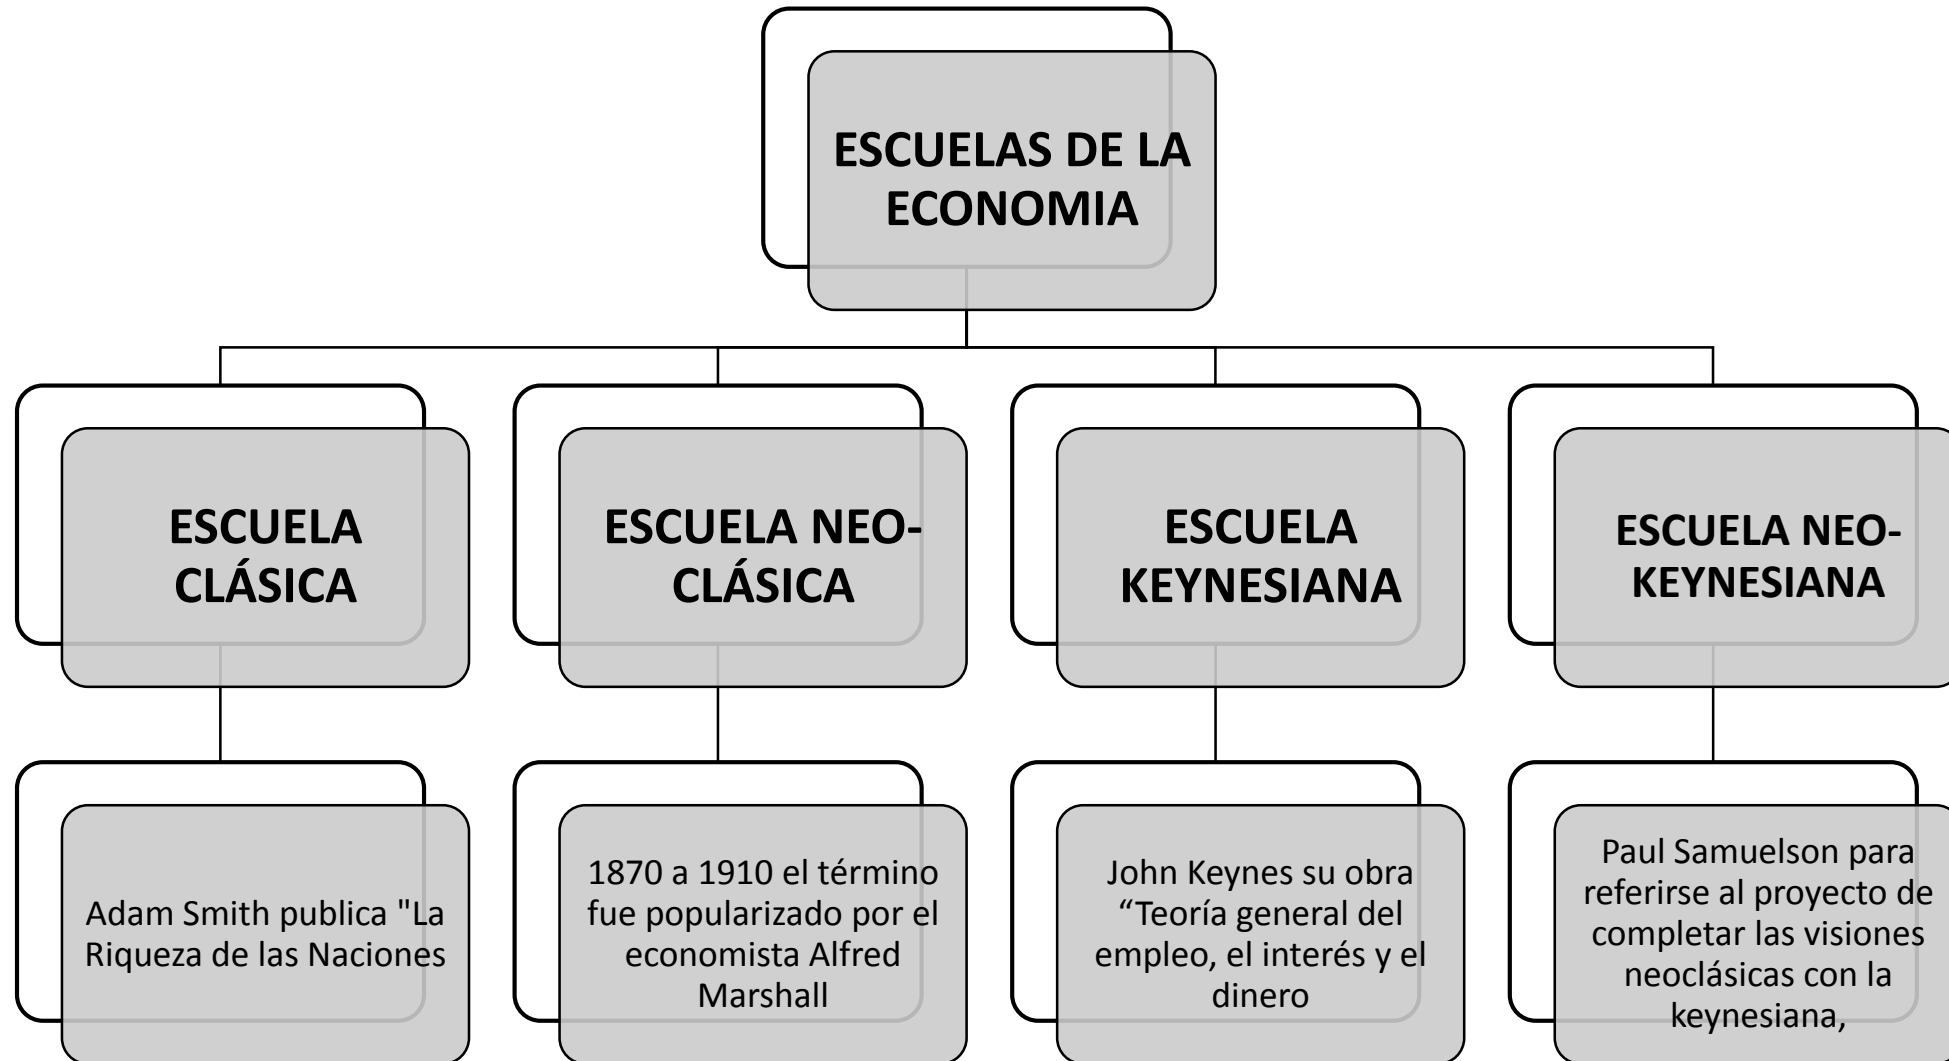 ESCUELAS DE LA
ECONOMIA
ESCUELA
CLÁSICA
ESCUELA NEO-
CLÁSICA
ESCUELA
KEYNESIANA
ESCUELA NEO-
KEYNESIANA
Adam Smith publica "La
Riqueza de las Naciones
1870 a 1910 el término
fue popularizado por el
economista Alfred
Marshall
John Keynes su obra
“Teoría general del
empleo, el interés y el
dinero
Paul Samuelson para
referirse al proyecto de
completar las visiones
neoclásicas con la
keynesiana,